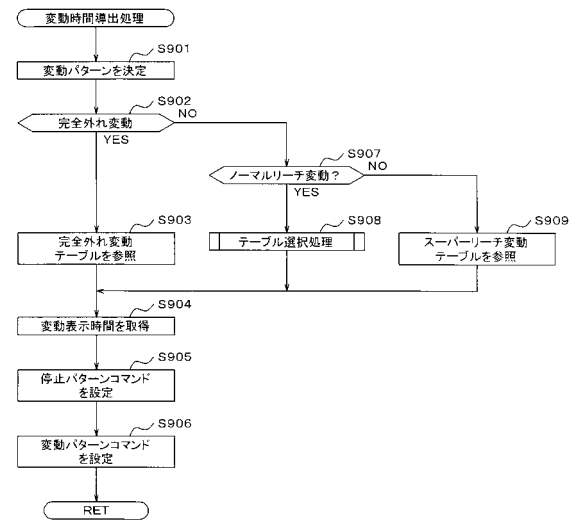 変動時間導出処理
S901
変動パターンを決定
S902
完全外れ変動
NO
YES
S907
ノーマルリーチ変動？
NO
YES
S903
完全外れ変動
テーブルを参照
S908
テーブル選択処理
S909
スーパーリーチ変動
テーブルを参照
S904
変動表示時間を取得
S905
停止パターンコマンド
を設定
S906
変動パターンコマンド
を設定
RET